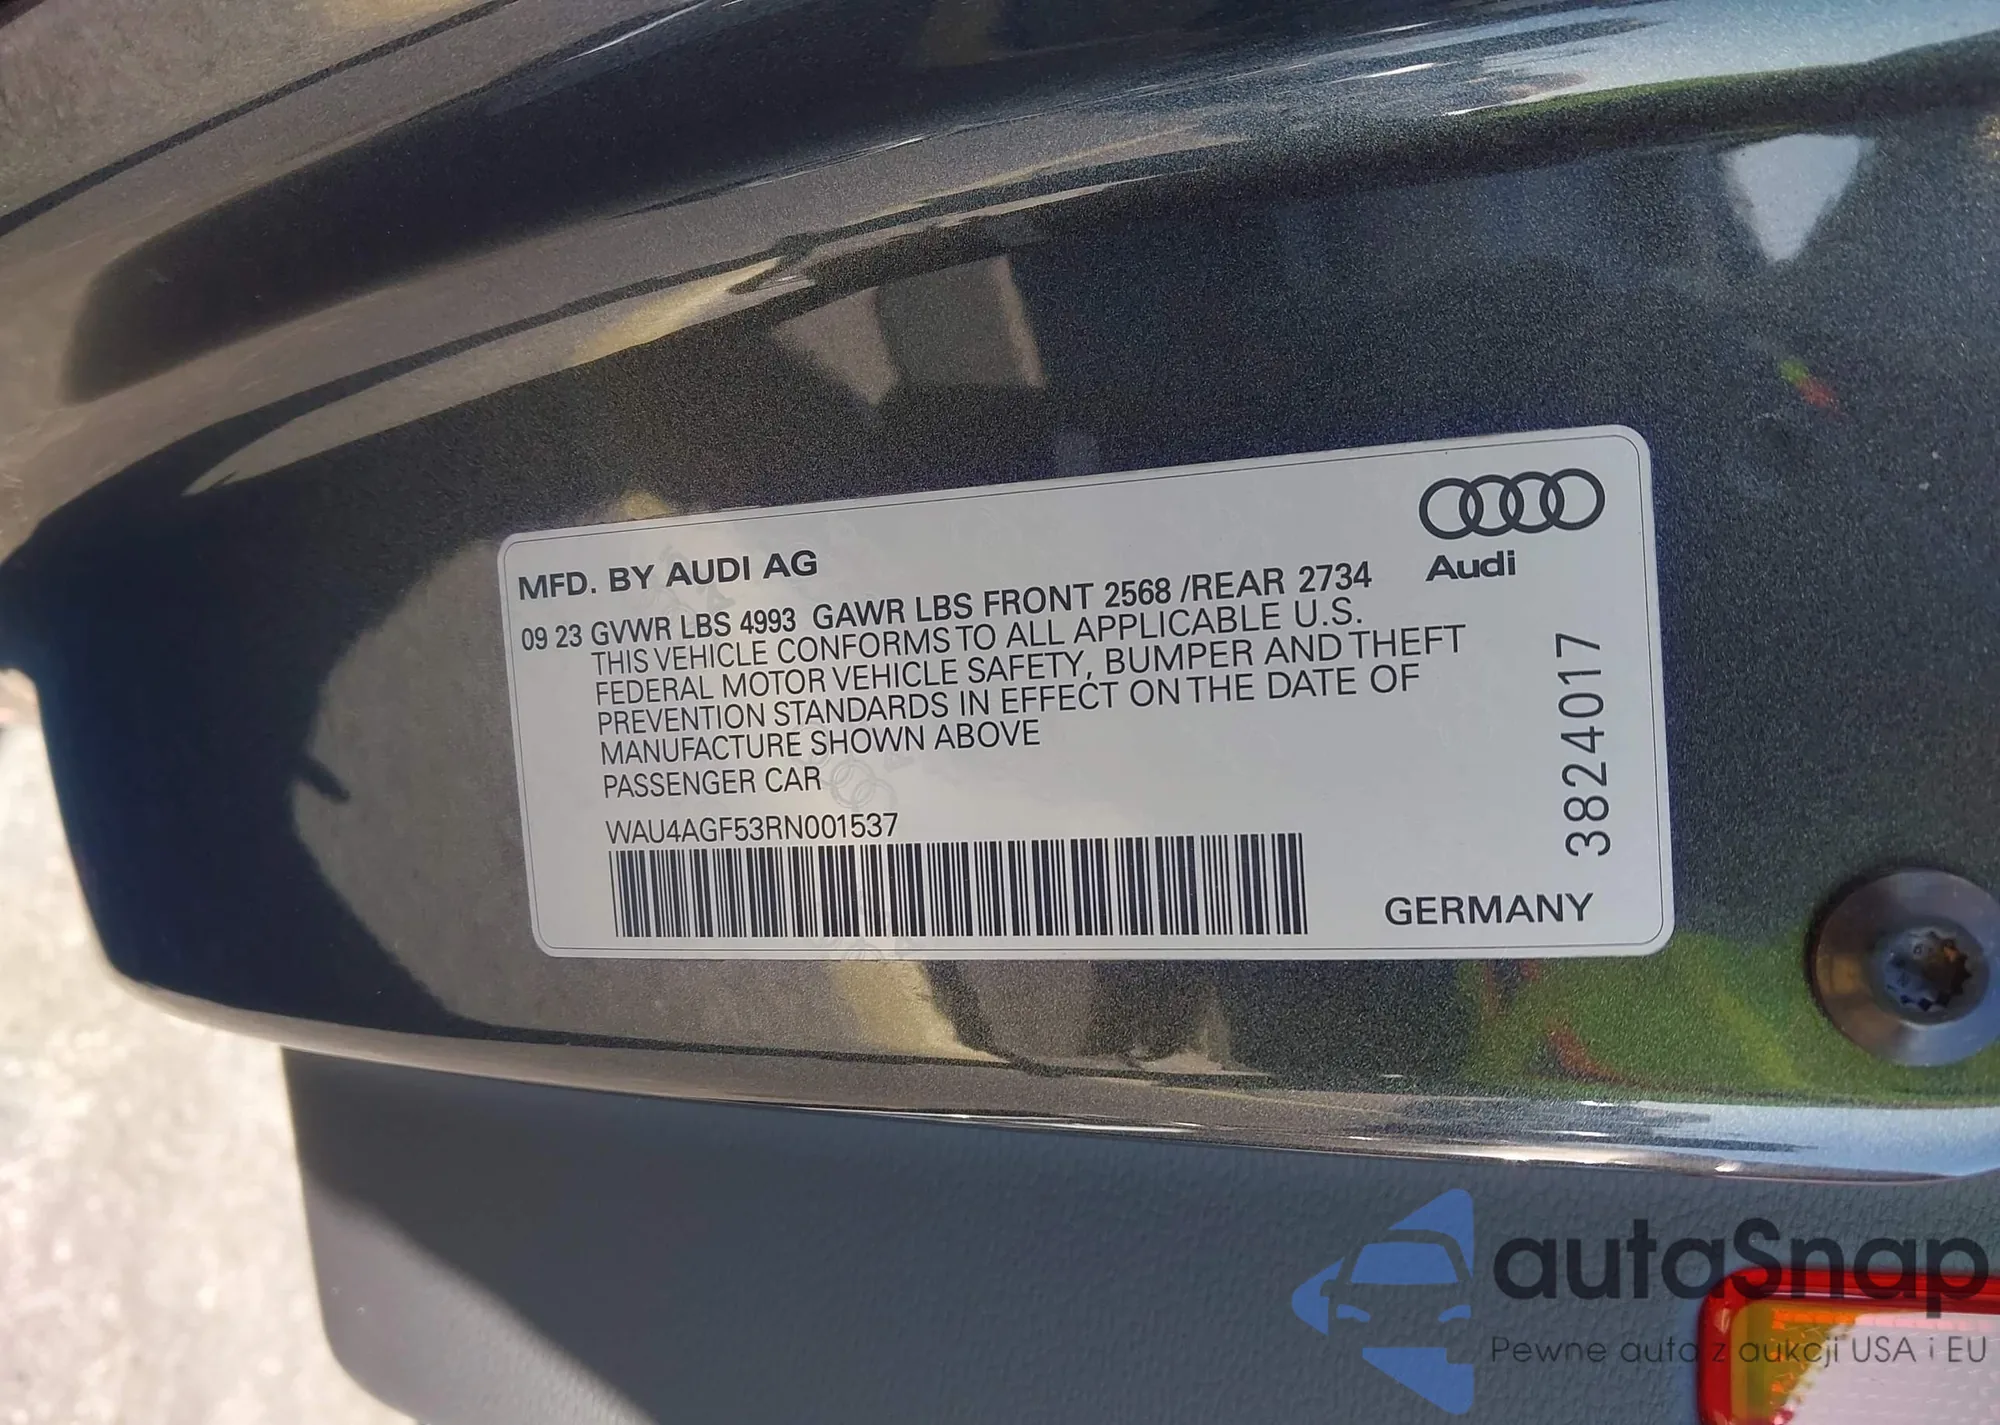 Audi
MFD. BY AUDI AG
09 23 GVWR LBS 4993 GAWR LBS FRONT 2568 /REAR 2734
THIS VEHICLE CONFORMS TO ALL APPLICABLE U.S.
FEDERAL MOTOR VEHICLE SAFETY, BUMPER AND THEFT
PREVENTION STANDARDS IN EFFECT ON THE DATE OF
MANUFACTURE SHOWN ABOVE
PASSENGER CAR
WAU4AGF53RN001537
GERMANY
3824017
autoSnap
Pewne auta z aukcji USA i EU